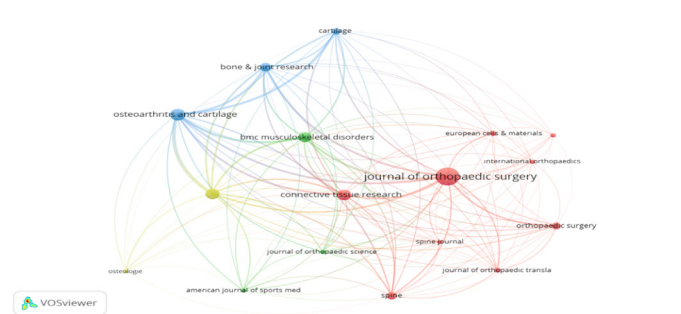 cartilage
bone & joint research
osteoarthritis and cartilage
bmc musculoskeletal disorders
european cells & materials
international orthopaedics
journal of orthopaedic surgery
connective tissue research
orthopaedic surgery
spine journal
journal of orthopaedic science
osteologie
journal of orthopaedic transla
american journal of sports med
spine
VOSviewer